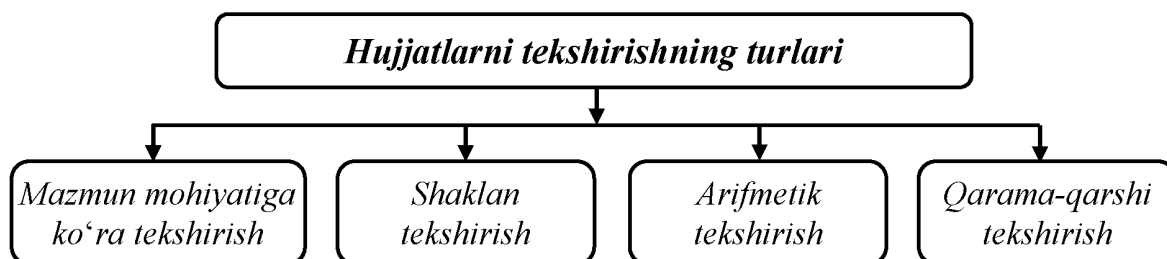 Hujjatlarni tekshirishning turlari
Mazmun mohiyatiga
ko‘ra tekshirish
Shaklan
tekshirish
Arifmetik
tekshirish
Qarama-qarshi
tekshirish